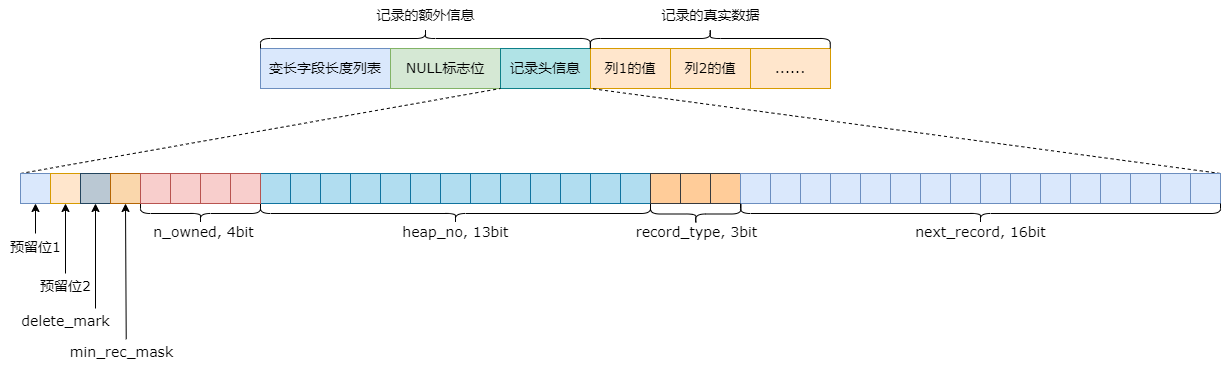 记录的额外信息
记录的真实数据
变长字段长度列表
NULL标志位
记录头信息
列1的值
列2的值
......
n_owned, 4bit
heap_no, 13bit
record_type, 3bit
next_record, 16bit
预留位1
预留位2
delete_mark
min_rec_mask